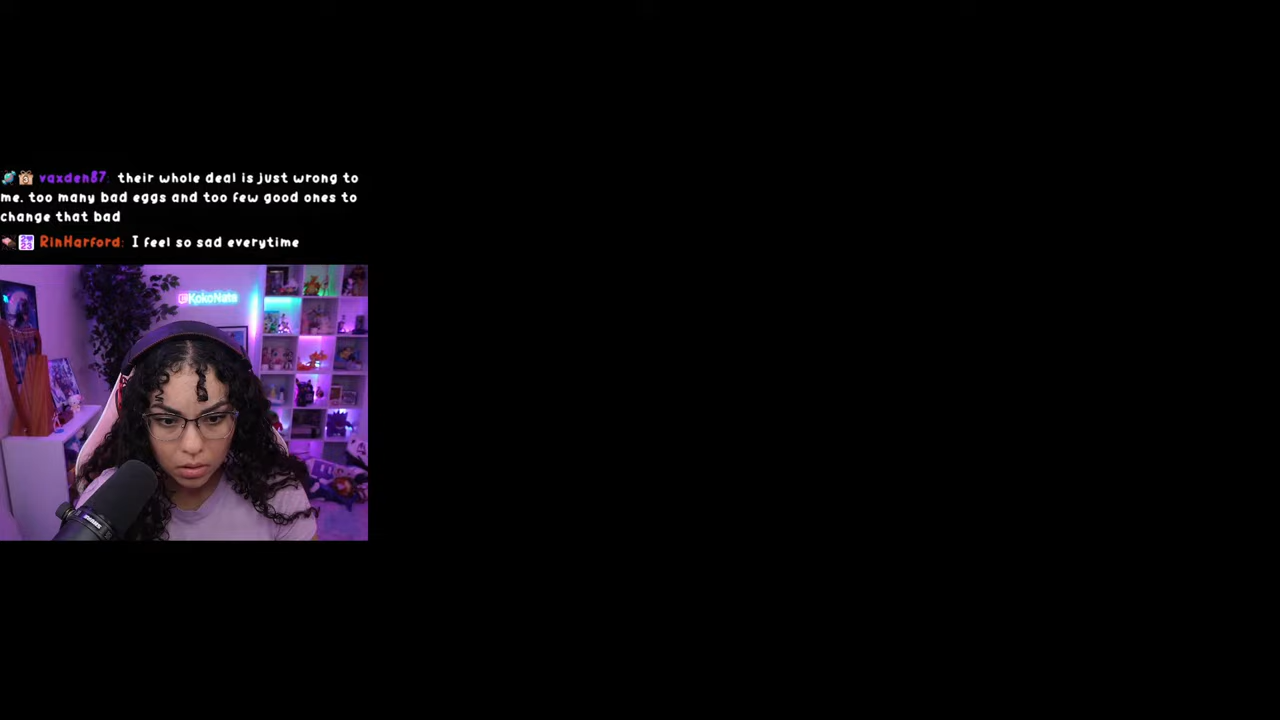 vaxden87: their whole deal is just wrong to
me. too many bad eggs and too few good ones to
change that bad
RinHarford: I feel so sad everytime
@KokoNata